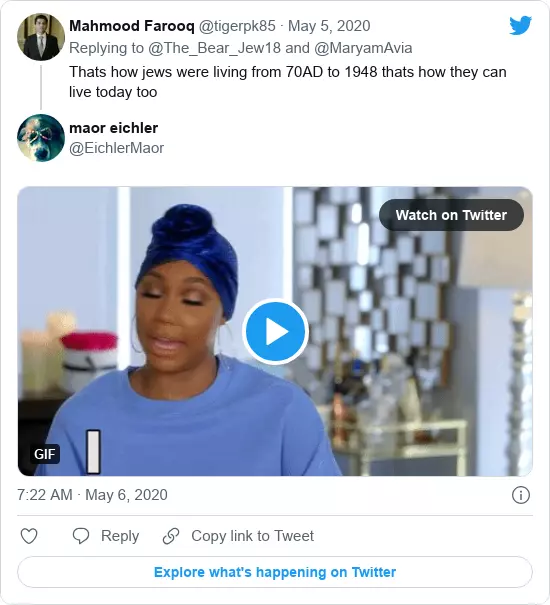 Mahmood Farooq @tigerpk85 · May 5, 2020
Replying to @The_Bear_Jew18 and @MaryamAvia
Thats how jews were living from 70AD to 1948 thats how they can
live today too
maor eichler
@EichlerMaor
Watch on Twitter
GIF
7:22 AM · May 6, 2020
Reply
Copy link to Tweet
Explore what's happening on Twitter